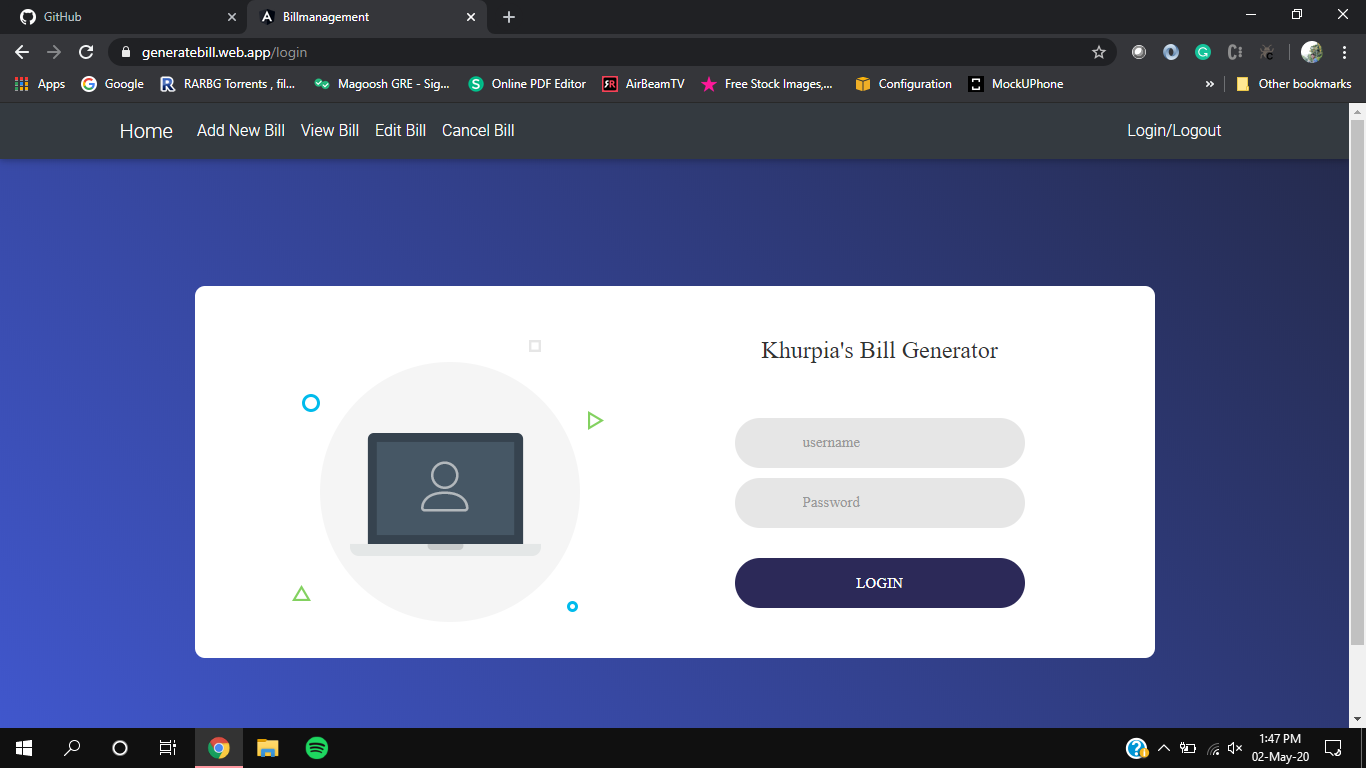 GitHub
Billmanagement
generatebill.web.app/login
Apps
Google
RARBG Torrents , fil...
Magoosh GRE - Sig...
Online PDF Editor
AirBeamTV
Free Stock Images,...
Configuration
MockUPhone
»
Other bookmarks
Home
Add New Bill
View Bill
Edit Bill
Cancel Bill
Login/Logout
Khurpia's Bill Generator
username
Password
LOGIN
1:47 PM
02-May-20